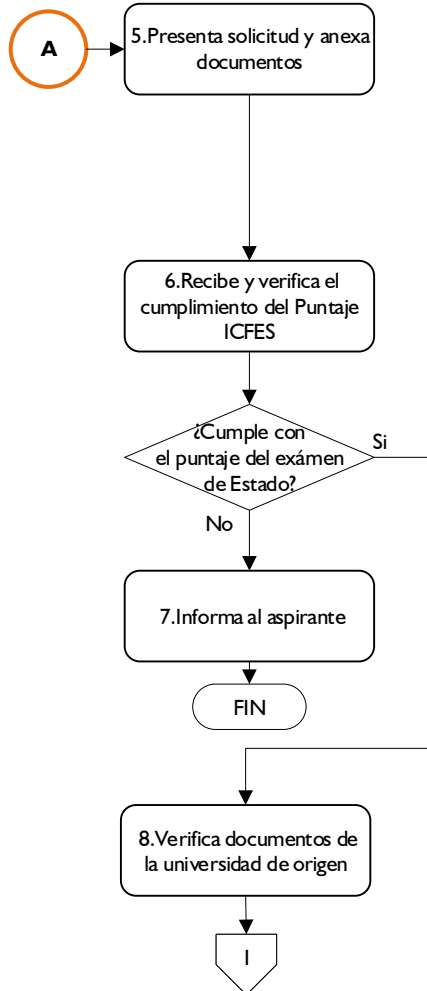 A
5.Presenta solicitud y anexa
documentos
6.Recibe y verifica el
cumplimiento del Puntaje
ICFES
¿Cumple con
el puntaje del exámen
de Estado?
Si
No
7.Informa al aspirante
FIN
8.Verifica documentos de
la universidad de origen
I